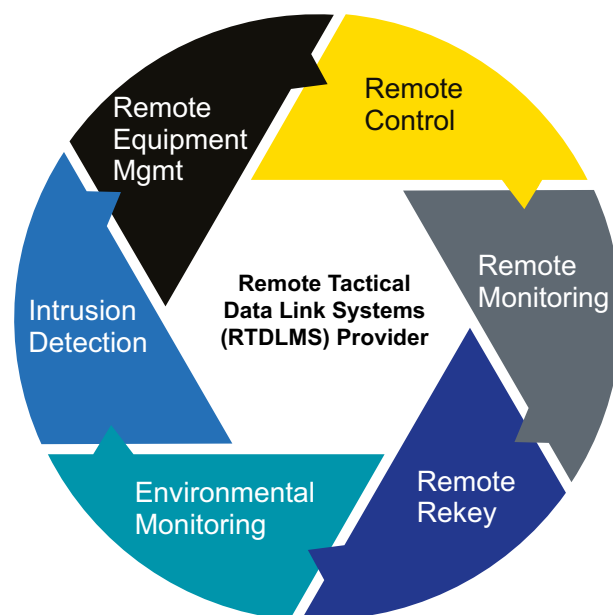 Remote
Equipment
Mgmt
Remote
Control
Remote
Monitoring
Remote
Rekey
Environmental
Monitoring
Intrusion
Detection
Remote Tactical
Data Link Systems
(RTDLMS) Provider